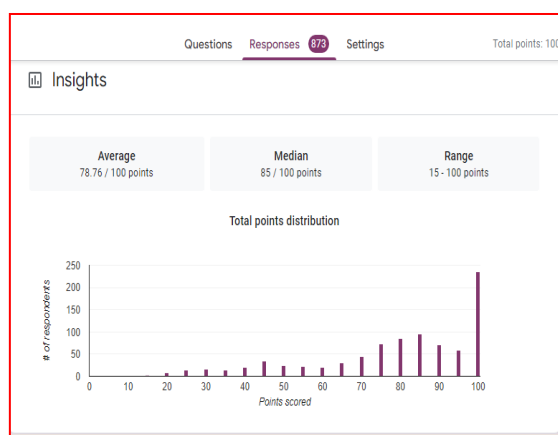 Questions Responses 873 Settings Total points: 100
Insights
Average Median Range
78.76 / 100 points 85 / 100 points 15 - 100 points
Total points distribution
# of respondents
250
200
150
100
50
0
0 10 20 30 40 50 60 70 80 90 100
Points scored